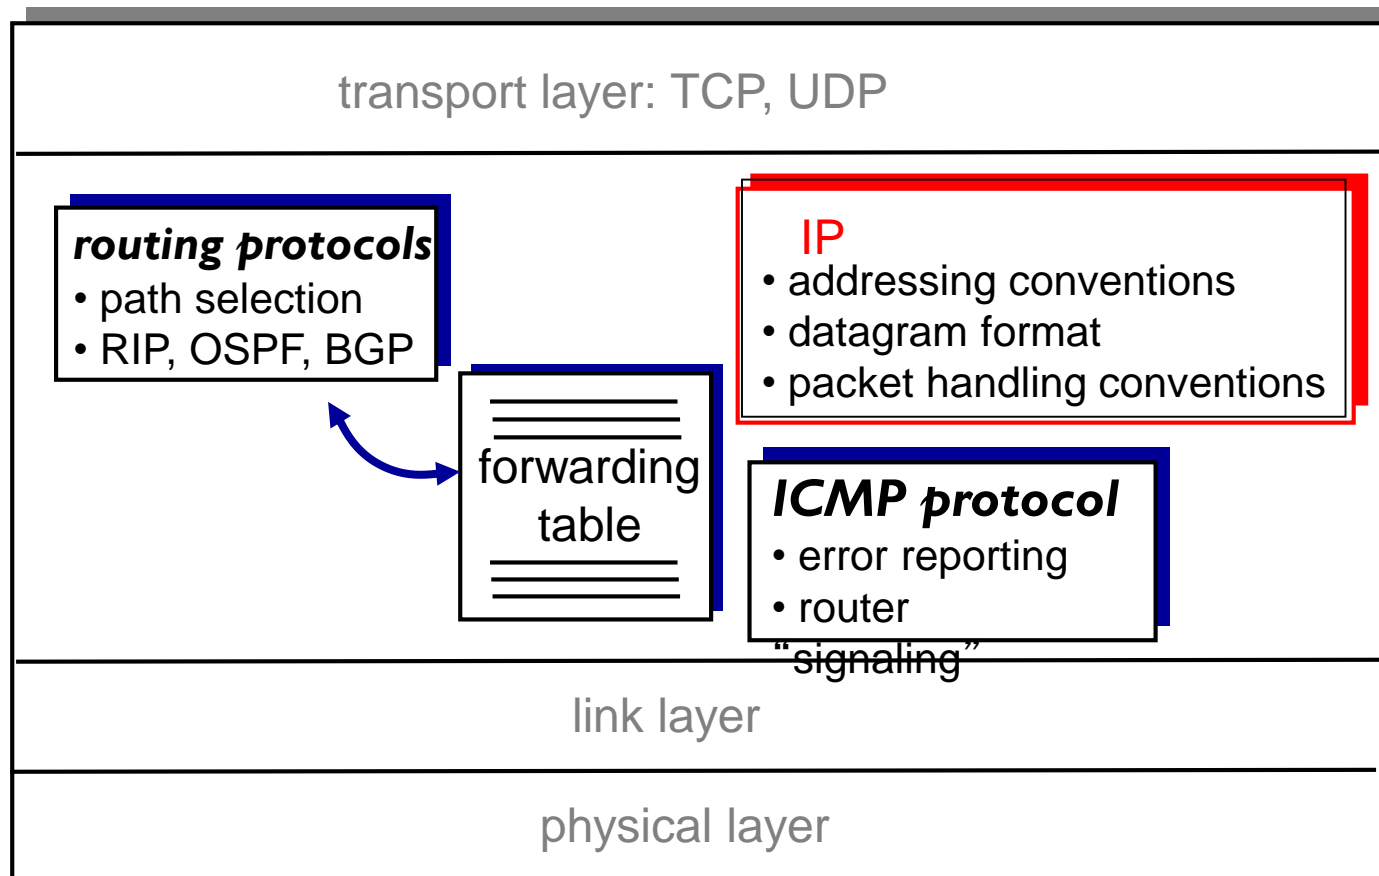 transport layer: TCP, UDP
routing protocols
• path selection
• RIP, OSPF, BGP
IP
• addressing conventions
• datagram format
• packet handling conventions
forwarding
table
ICMP protocol
• error reporting
• router
“signaling”
link layer
physical layer